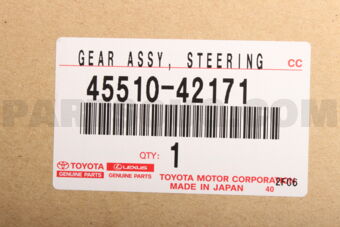 GEAR ASSY, STEERING CC
45510-42171
QTY: 1
TOYOTA LEXUS
GENUINE PARTS GENUINE PARTS
TOYOTA MOTOR CORPORATION
MADE IN JAPAN 40 2FC6